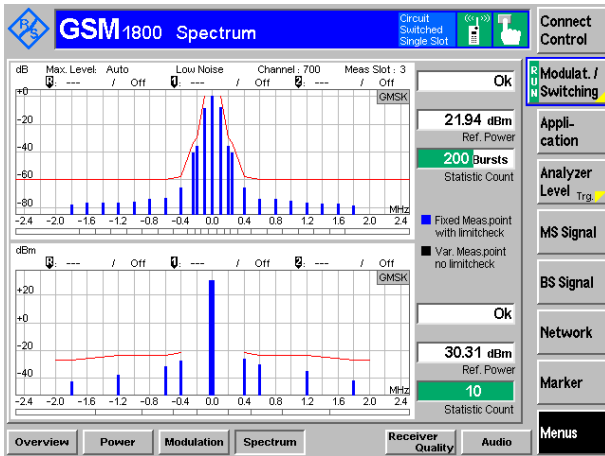 R/S
GSM1800 Spectrum
Circuit
Switched
Single Slot
Connect
Control
dB Max. Level: Auto Low Noise Channel : 700 Meas Slot : 3
--- / Off --- / Off --- / Off
+0
-20
-40
-60
-80
GMSK
MHz
-2.4 -2.0 -1.6 -1.2 -0.8 -0.4 0.0 0.4 0.8 1.2 1.6 2.0 2.4
Ok
21.94 dBm
Ref. Power
200 Bursts
Statistic Count
Fixed Meas.point
with limitcheck
Var. Meas.point
no limitcheck
dBm
--- / Off --- / Off --- / Off
+20
+0
-20
-40
GMSK
MHz
-2.4 -2.0 -1.6 -1.2 -0.8 -0.4 0.0 0.4 0.8 1.2 1.6 2.0 2.4
Ok
30.31 dBm
Ref. Power
10
Statistic Count
RUN
Modulat. /
Switching
Appli-
cation
Analyzer
Level Trg.
MS Signal
BS Signal
Network
Marker
Menus
Overview
Power
Modulation
Spectrum
Receiver
Quality
Audio